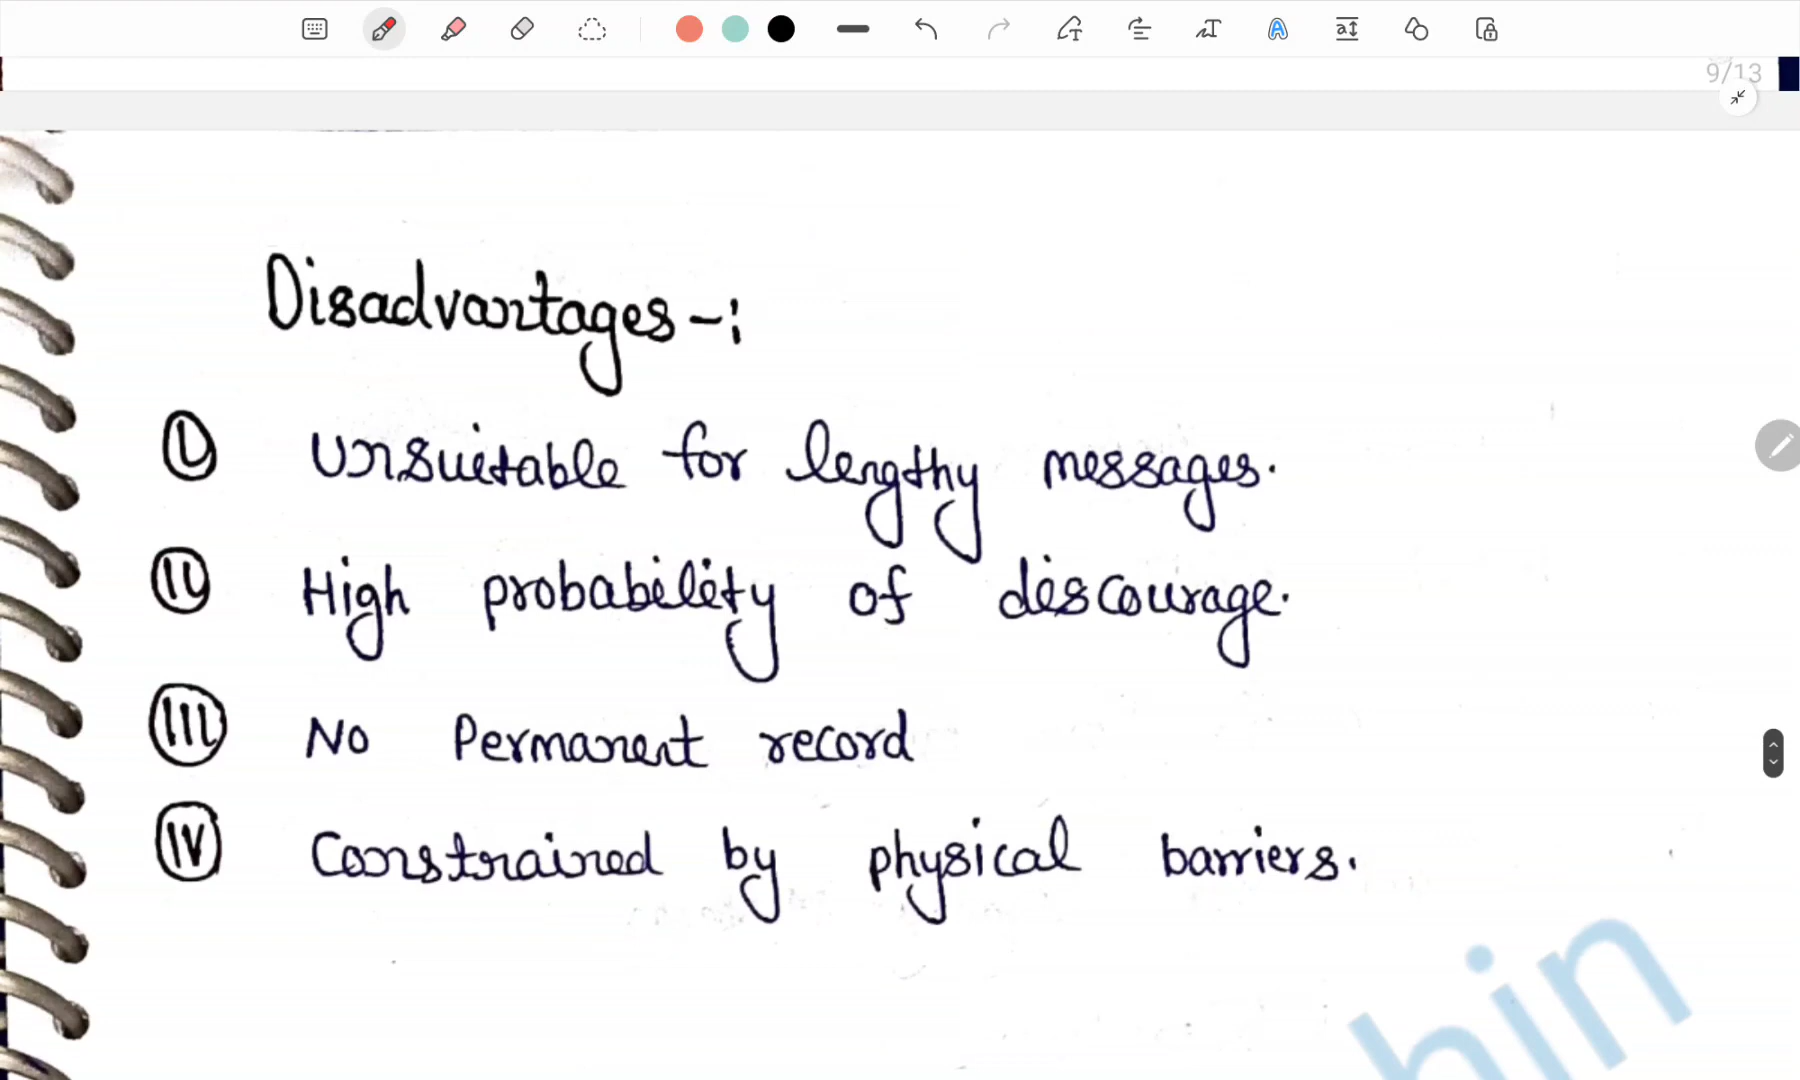 9/13
Disadvantages -:
(I) Unsuitable for lengthy messages.
(II) High probability of discourage.
(III) No Permanent record
(IV) Constrained by physical barriers.
hin